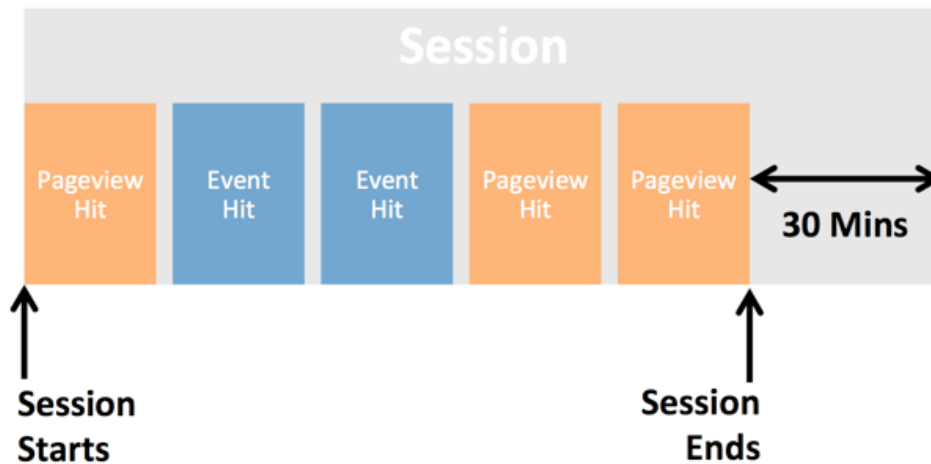 Session
Pageview
Hit
Event
Hit
Event
Hit
Pageview
Hit
Pageview
Hit
30 Mins
Session
Starts
Session
Ends